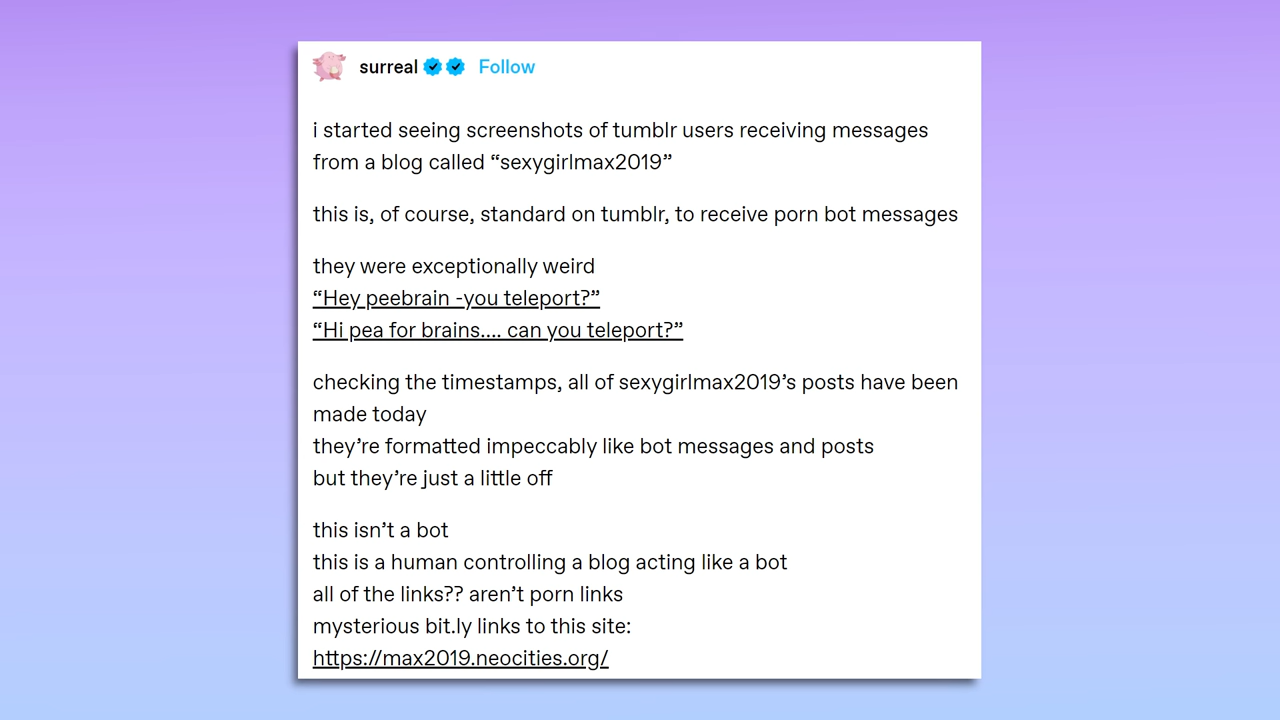 surreal Follow
i started seeing screenshots of tumblr users receiving messages
from a blog called “sexygirlmax2019”
this is, of course, standard on tumblr, to receive porn bot messages
they were exceptionally weird
“Hey peebrain -you teleport?”
“Hi pea for brains.... can you teleport?”
checking the timestamps, all of sexygirlmax2019’s posts have been
made today
they’re formatted impeccably like bot messages and posts
but they’re just a little off
this isn’t a bot
this is a human controlling a blog acting like a bot
all of the links?? aren’t porn links
mysterious bit.ly links to this site:
https://max2019.neocities.org/